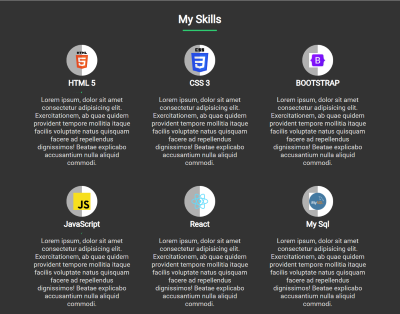 My Skills
HTML
5
HTML 5
3
CSS 3
B
BOOTSTRAP
Lorem ipsum, dolor sit amet
consectetur adipisicing elit.
Exercitationem, ab quae quidem
provident tempore mollitia itaque
facilis voluptate natus quisquam
facere ad repellendus
dignissimos! Beatae explicabo
accusantium nulla aliquid
commodi.
Lorem ipsum, dolor sit amet
consectetur adipisicing elit.
Exercitationem, ab quae quidem
provident tempore mollitia itaque
facilis voluptate natus quisquam
facere ad repellendus
dignissimos! Beatae explicabo
accusantium nulla aliquid
commodi.
Lorem ipsum, dolor sit amet
consectetur adipisicing elit.
Exercitationem, ab quae quidem
provident tempore mollitia itaque
facilis voluptate natus quisquam
facere ad repellendus
dignissimos! Beatae explicabo
accusantium nulla aliquid
commodi.
JS
JavaScript
React
My Sql
Lorem ipsum, dolor sit amet
consectetur adipisicing elit.
Exercitationem, ab quae quidem
provident tempore mollitia itaque
facilis voluptate natus quisquam
facere ad repellendus
dignissimos! Beatae explicabo
accusantium nulla aliquid
commodi.
Lorem ipsum, dolor sit amet
consectetur adipisicing elit.
Exercitationem, ab quae quidem
provident tempore mollitia itaque
facilis voluptate natus quisquam
facere ad repellendus
dignissimos! Beatae explicabo
accusantium nulla aliquid
commodi.
Lorem ipsum, dolor sit amet
consectetur adipisicing elit.
Exercitationem, ab quae quidem
provident tempore mollitia itaque
facilis voluptate natus quisquam
facere ad repellendus
dignissimos! Beatae explicabo
accusantium nulla aliquid
commodi.